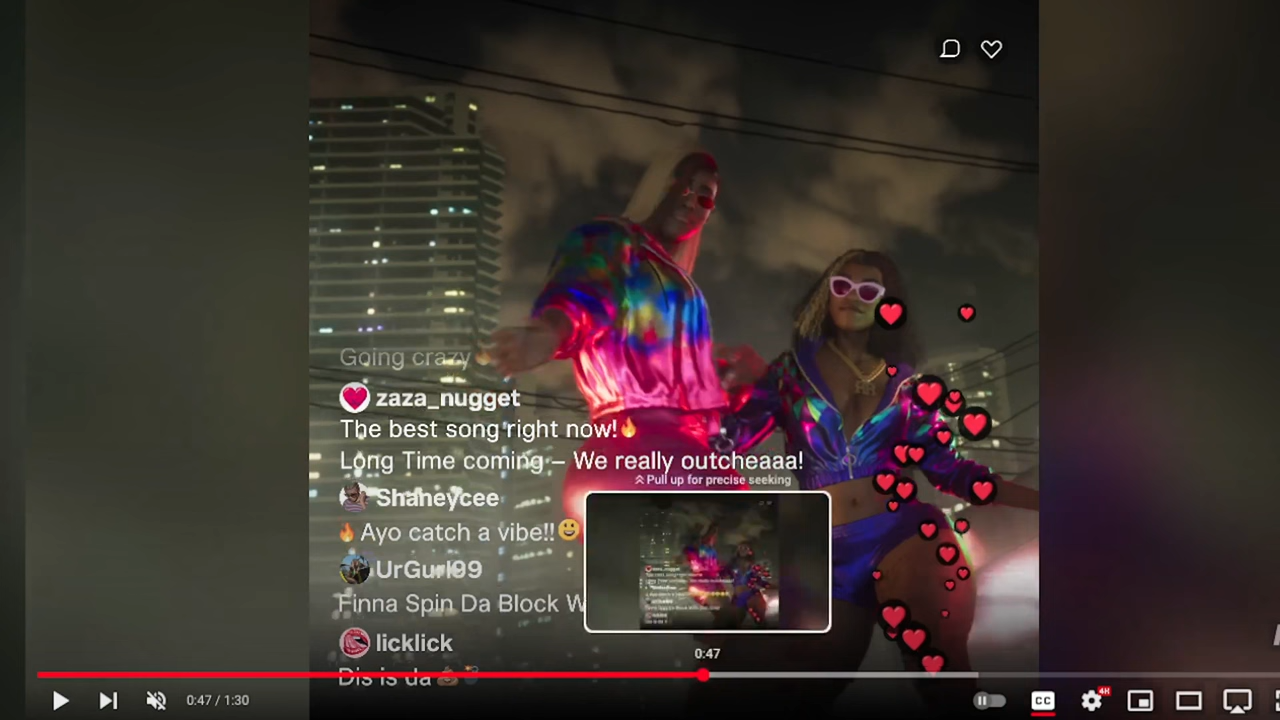 Going crazy
zaza_nugget
The best song right now!🔥
Long Time coming – We really outcheaaa!
Pull up for precise seeking
Shaneycee
🔥 Ayo catch a vibe!!😀
UrGurl99
Finna Spin Da Block W
licklick
Dis is da
0:47
0:47 / 1:30
CC
4K